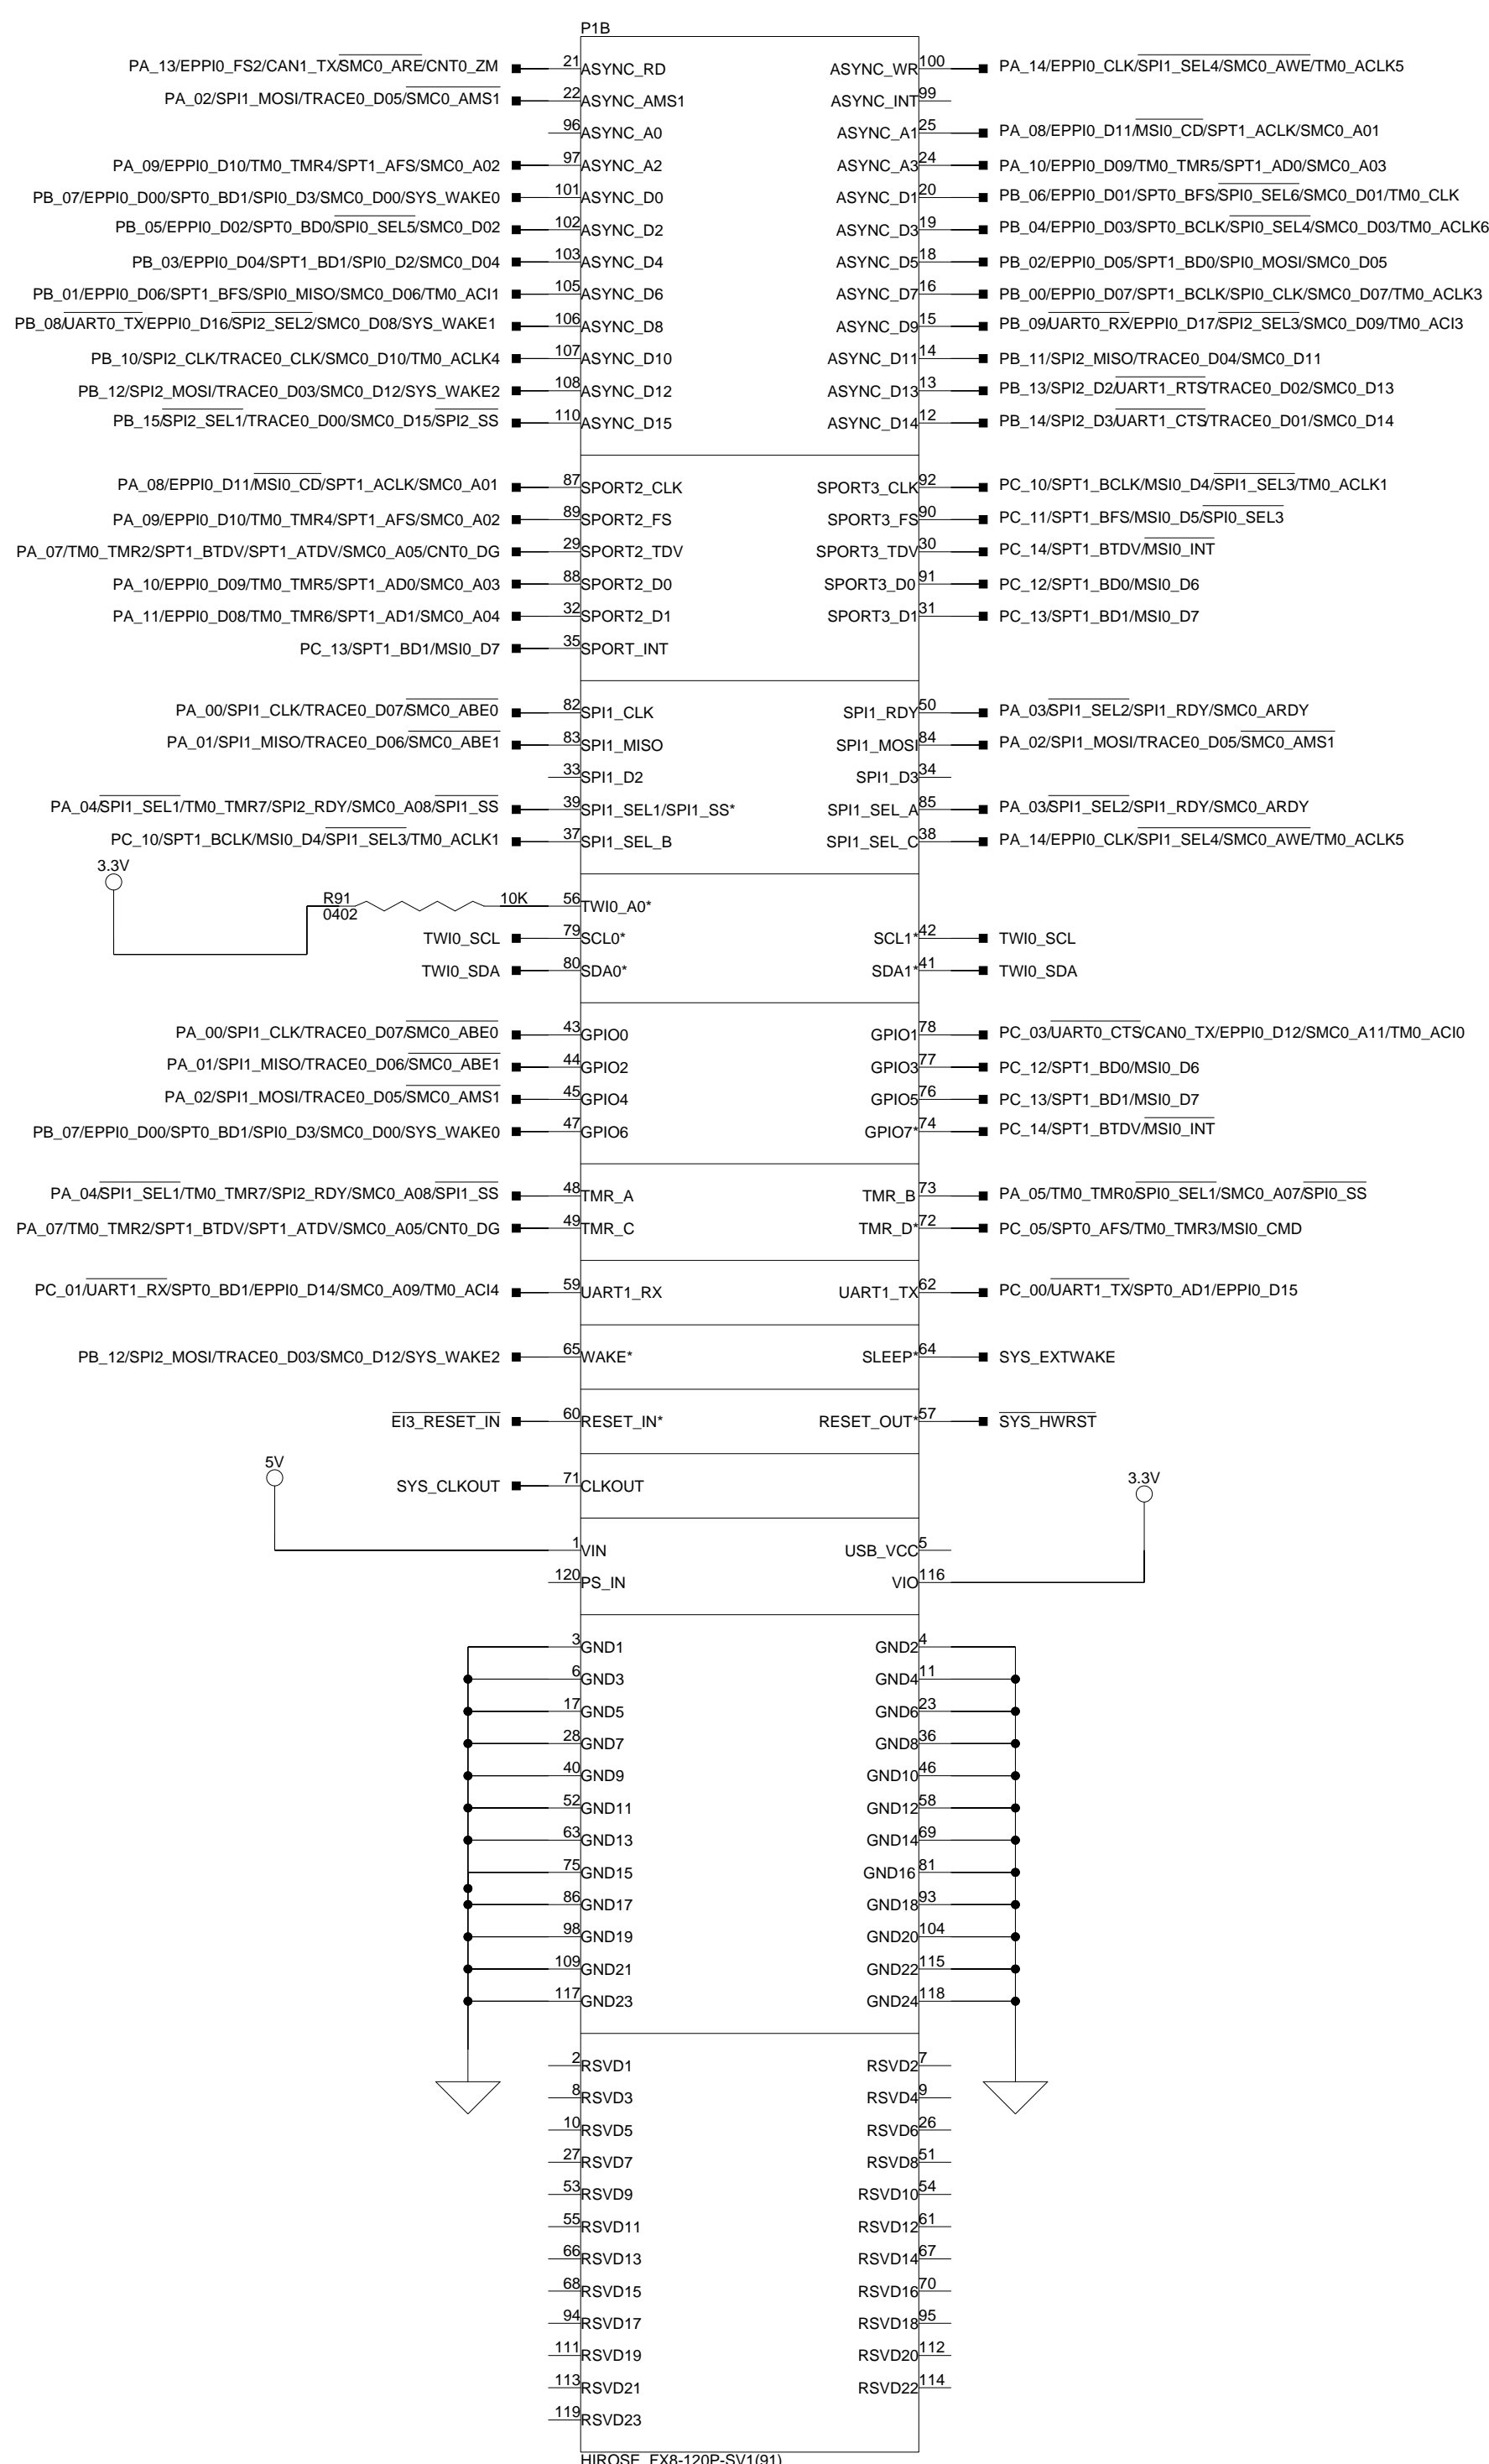 P1B
PA_13/EPPI0_FS2/CAN1_TX/SMC0_ARE/CNT0_ZM 21 ASYNC_RD ASYNC_WR 100 PA_14/EPPI0_CLK/SPI1_SEL4/SMC0_AWE/TM0_ACLK5
PA_02/SPI1_MOSI/TRACE0_D05/SMC0_AMS1 22 ASYNC_AMS1 ASYNC_INT 99
96 ASYNC_A0 ASYNC_A1 25 PA_08/EPPI0_D11/MSI0_CD/SPT1_ACLK/SMC0_A01
PA_09/EPPI0_D10/TM0_TMR4/SPT1_AFS/SMC0_A02 97 ASYNC_A2 ASYNC_A3 24 PA_10/EPPI0_D09/TM0_TMR5/SPT1_AD0/SMC0_A03
PB_07/EPPI0_D00/SPT0_BD1/SPI0_D3/SMC0_D00/SYS_WAKE0 101 ASYNC_D0 ASYNC_D1 20 PB_06/EPPI0_D01/SPT0_BFS/SPI0_SEL6/SMC0_D01/TM0_CLK
PB_05/EPPI0_D02/SPT0_BD0/SPI0_SEL5/SMC0_D02 102 ASYNC_D2 ASYNC_D3 19 PB_04/EPPI0_D03/SPT0_BCLK/SPI0_SEL4/SMC0_D03/TM0_ACLK6
PB_03/EPPI0_D04/SPT1_BD1/SPI0_D2/SMC0_D04 103 ASYNC_D4 ASYNC_D5 18 PB_02/EPPI0_D05/SPT1_BD0/SPI0_MOSI/SMC0_D05
PB_01/EPPI0_D06/SPT1_BFS/SPI0_MISO/SMC0_D06/TM0_ACI1 105 ASYNC_D6 ASYNC_D7 16 PB_00/EPPI0_D07/SPT1_BCLK/SPI0_CLK/SMC0_D07/TM0_ACLK3
PB_08/UART0_TX/EPPI0_D16/SPI2_SEL2/SMC0_D08/SYS_WAKE1 106 ASYNC_D8 ASYNC_D9 15 PB_09/UART0_RX/EPPI0_D17/SPI2_SEL3/SMC0_D09/TM0_ACI3
PB_10/SPI2_CLK/TRACE0_CLK/SMC0_D10/TM0_ACLK4 107 ASYNC_D10 ASYNC_D11 14 PB_11/SPI2_MISO/TRACE0_D04/SMC0_D11
PB_12/SPI2_MOSI/TRACE0_D03/SMC0_D12/SYS_WAKE2 108 ASYNC_D12 ASYNC_D13 13 PB_13/SPI2_D2/UART1_RTS/TRACE0_D02/SMC0_D13
PB_15/SPI2_SEL1/TRACE0_D00/SMC0_D15/SPI2_SS 110 ASYNC_D15 ASYNC_D14 12 PB_14/SPI2_D3/UART1_CTS/TRACE0_D01/SMC0_D14
PA_08/EPPI0_D11/MSI0_CD/SPT1_ACLK/SMC0_A01 87 SPORT2_CLK SPORT3_CLK 92 PC_10/SPT1_BCLK/MSI0_D4/SPI1_SEL3/TM0_ACLK1
PA_09/EPPI0_D10/TM0_TMR4/SPT1_AFS/SMC0_A02 89 SPORT2_FS SPORT3_FS 90 PC_11/SPT1_BFS/MSI0_D5/SPI0_SEL3
PA_07/TM0_TMR2/SPT1_BTDV/SPT1_ATDV/SMC0_A05/CNT0_DG 29 SPORT2_TDV SPORT3_TDV 30 PC_14/SPT1_BTDV/MSI0_INT
PA_10/EPPI0_D09/TM0_TMR5/SPT1_AD0/SMC0_A03 88 SPORT2_D0 SPORT3_D0 91 PC_12/SPT1_BD0/MSI0_D6
PA_11/EPPI0_D08/TM0_TMR6/SPT1_AD1/SMC0_A04 32 SPORT2_D1 SPORT3_D1 31 PC_13/SPT1_BD1/MSI0_D7
PC_13/SPT1_BD1/MSI0_D7 35 SPORT_INT
PA_00/SPI1_CLK/TRACE0_D07/SMC0_ABE0 82 SPI1_CLK SPI1_RDY 50 PA_03/SPI1_SEL2/SPI1_RDY/SMC0_ARDY
PA_01/SPI1_MISO/TRACE0_D06/SMC0_ABE1 83 SPI1_MISO SPI1_MOSI 84 PA_02/SPI1_MOSI/TRACE0_D05/SMC0_AMS1
33 SPI1_D2 SPI1_D3 34
PA_04/SPI1_SEL1/TM0_TMR7/SPI2_RDY/SMC0_A08/SPI1_SS 39 SPI1_SEL1/SPI1_SS* SPI1_SEL_A 85 PA_03/SPI1_SEL2/SPI1_RDY/SMC0_ARDY
PC_10/SPT1_BCLK/MSI0_D4/SPI1_SEL3/TM0_ACLK1 37 SPI1_SEL_B SPI1_SEL_C 38 PA_14/EPPI0_CLK/SPI1_SEL4/SMC0_AWE/TM0_ACLK5
3.3V
R91 10K 56 TWI0_A0*
0402
TWI0_SCL 79 SCL0* SCL1* 42 TWI0_SCL
TWI0_SDA 80 SDA0* SDA1* 41 TWI0_SDA
PA_00/SPI1_CLK/TRACE0_D07/SMC0_ABE0 43 GPIO0 GPIO1 78 PC_03/UART0_CTS/CAN0_TX/EPPI0_D12/SMC0_A11/TM0_ACI0
PA_01/SPI1_MISO/TRACE0_D06/SMC0_ABE1 44 GPIO2 GPIO3 77 PC_12/SPT1_BD0/MSI0_D6
PA_02/SPI1_MOSI/TRACE0_D05/SMC0_AMS1 45 GPIO4 GPIO5 76 PC_13/SPT1_BD1/MSI0_D7
PB_07/EPPI0_D00/SPT0_BD1/SPI0_D3/SMC0_D00/SYS_WAKE0 47 GPIO6 GPIO7* 74 PC_14/SPT1_BTDV/MSI0_INT
PA_04/SPI1_SEL1/TM0_TMR7/SPI2_RDY/SMC0_A08/SPI1_SS 48 TMR_A TMR_B 73 PA_05/TM0_TMR0/SPI0_SEL1/SMC0_A07/SPI0_SS
PA_07/TM0_TMR2/SPT1_BTDV/SPT1_ATDV/SMC0_A05/CNT0_DG 49 TMR_C TMR_D* 72 PC_05/SPT0_AFS/TM0_TMR3/MSI0_CMD
PC_01/UART1_RX/SPT0_BD1/EPPI0_D14/SMC0_A09/TM0_ACI4 59 UART1_RX UART1_TX 62 PC_00/UART1_TX/SPT0_AD1/EPPI0_D15
PB_12/SPI2_MOSI/TRACE0_D03/SMC0_D12/SYS_WAKE2 65 WAKE* SLEEP* 64 SYS_EXTWAKE
EI3_RESET_IN 60 RESET_IN* RESET_OUT* 57 SYS_HWRST
5V
SYS_CLKOUT 71 CLKOUT 3.3V
1 VIN USB_VCC 5
120 PS_IN VIO 116
3 GND1 GND2 4
6 GND3 GND4 11
17 GND5 GND6 23
28 GND7 GND8 36
40 GND9 GND10 46
52 GND11 GND12 58
63 GND13 GND14 69
75 GND15 GND16 81
86 GND17 GND18 93
98 GND19 GND20 104
109 GND21 GND22 115
117 GND23 GND24 118
2 RSVD1 RSVD2 7
8 RSVD3 RSVD4 9
10 RSVD5 RSVD6 26
27 RSVD7 RSVD8 51
53 RSVD9 RSVD10 54
55 RSVD11 RSVD12 61
66 RSVD13 RSVD14 67
68 RSVD15 RSVD16 70
94 RSVD17 RSVD18 95
111 RSVD19 RSVD20 112
113 RSVD21 RSVD22 114
119 RSVD23
HIROSE_FX8-120P-SV1(91)